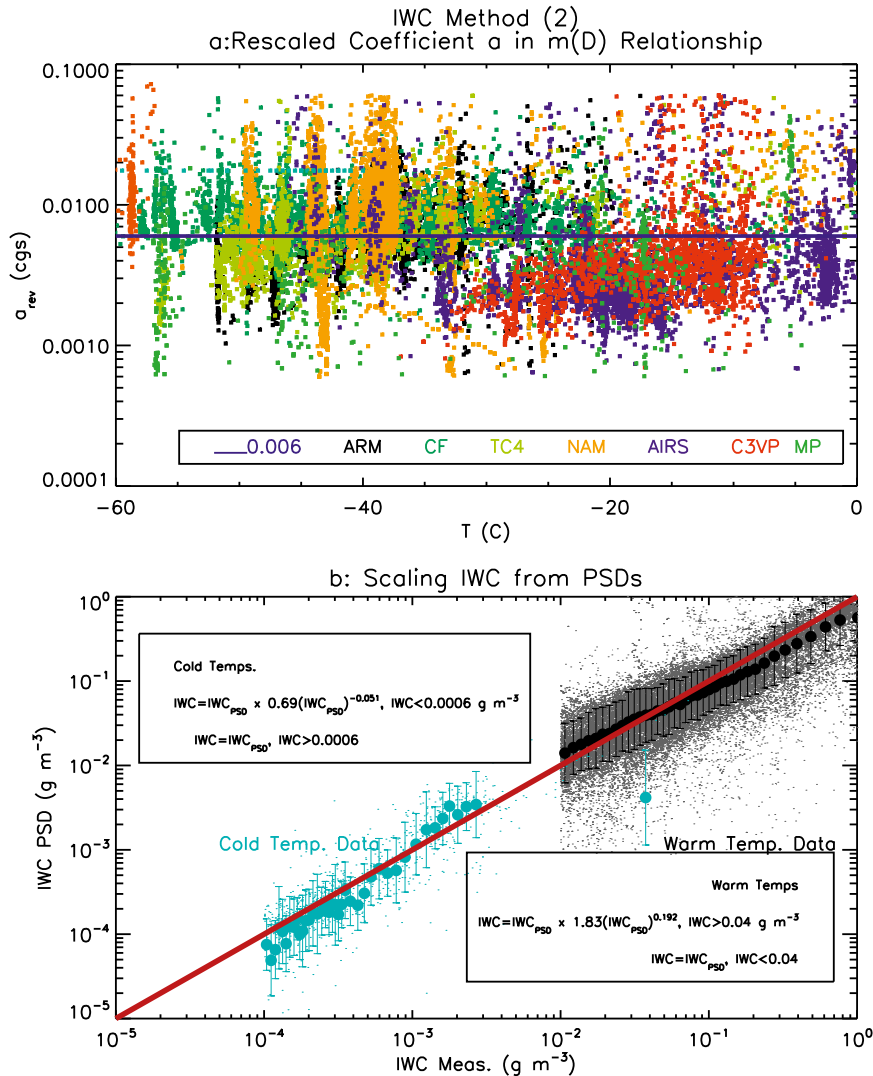 IWC Method (2)
a:Rescaled Coefficient a in m(D) Relationship
0.1000
0.0100
0.0010
0.0001
a_rev (cgs)
0.006 ARM CF TC4 NAM AIRS C3VP MP
-60 -40 -20 0
T (C)
b: Scaling IWC from PSDs
10^0
10^-1
10^-2
10^-3
10^-4
10^-5
IWC PSD (g m^-3)
Cold Temps.
IWC=IWC_PSD × 0.69(IWC_PSD)^-0.051, IWC<0.0006 g m^-3
IWC=IWC_PSD, IWC>0.0006
Cold Temp. Data
Warm Temp. Data
Warm Temps
IWC=IWC_PSD × 1.83(IWC_PSD)^0.192, IWC>0.04 g m^-3
IWC=IWC_PSD, IWC<0.04
10^-5 10^-4 10^-3 10^-2 10^-1 10^0
IWC Meas. (g m^-3)